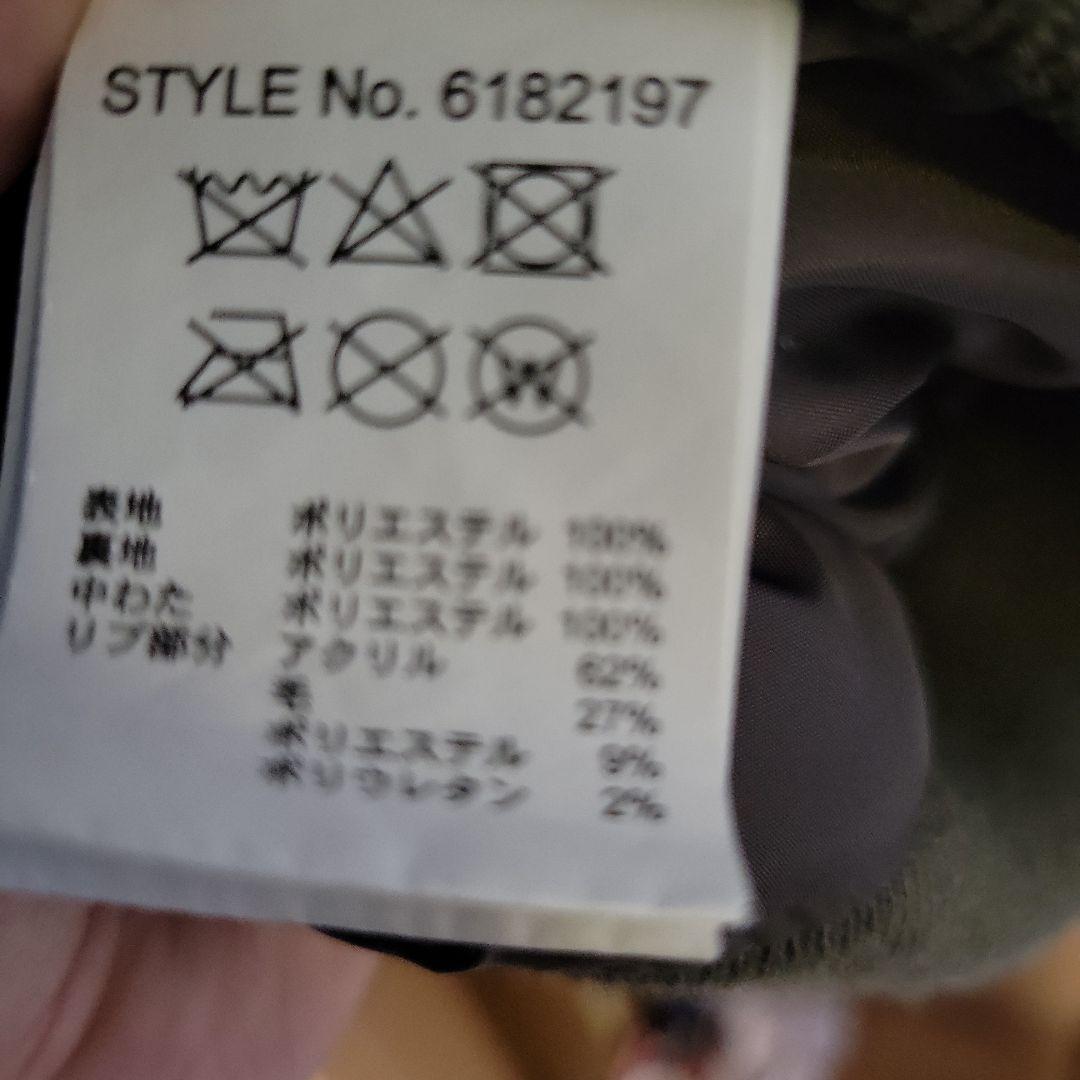 STYLE No. 6182197
W
表地 ポリエステル 100%
裏地 ポリエステル 100%
中わた ポリエステル 100%
リブ部分 アクリル 62%
毛 27%
ポリエステル 9%
ポリウレタン 2%